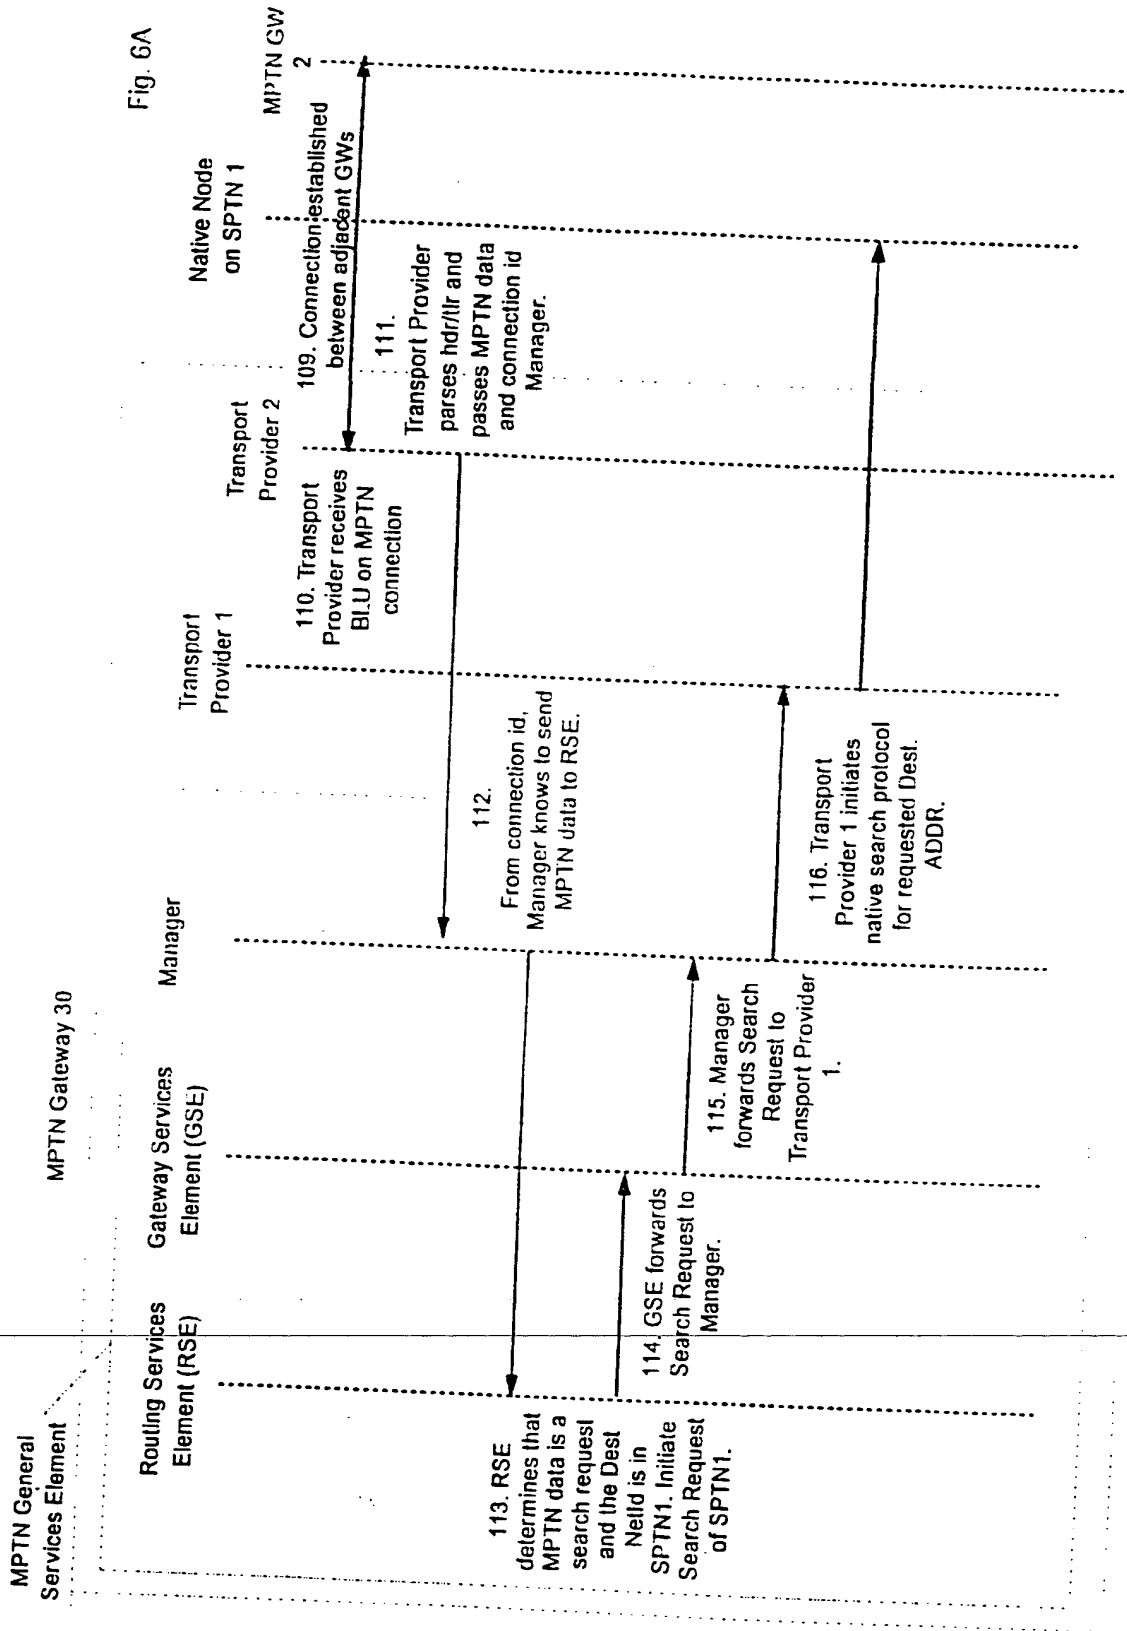 Fig. 6A
MPTN Gateway 30
MPTN General
Services Element
Routing Services
Element (RSE)
Gateway Services
Element (GSE)
Manager
Transport
Provider 1
Transport
Provider 2
Native Node
on SPTN 1
MPTN GW
2
109. Connection established
between adjacent GWs
110. Transport
Provider receives
BLU on MPTN
connection
111.
Transport Provider
parses hdr/tlr and
passes MPTN data
and connection id
Manager.
112.
From connection id,
Manager knows to send
MPTN data to RSE.
113. RSE
determines that
MPTN data is a
search request
and the Dest
NetId is in
SPTN1. Initiate
Search Request
of SPTN1.
114. GSE forwards
Search Request to
Manager.
115. Manager
forwards Search
Request to
Transport Provider
1.
116. Transport
Provider 1 initiates
native search protocol
for requested Dest.
ADDR.